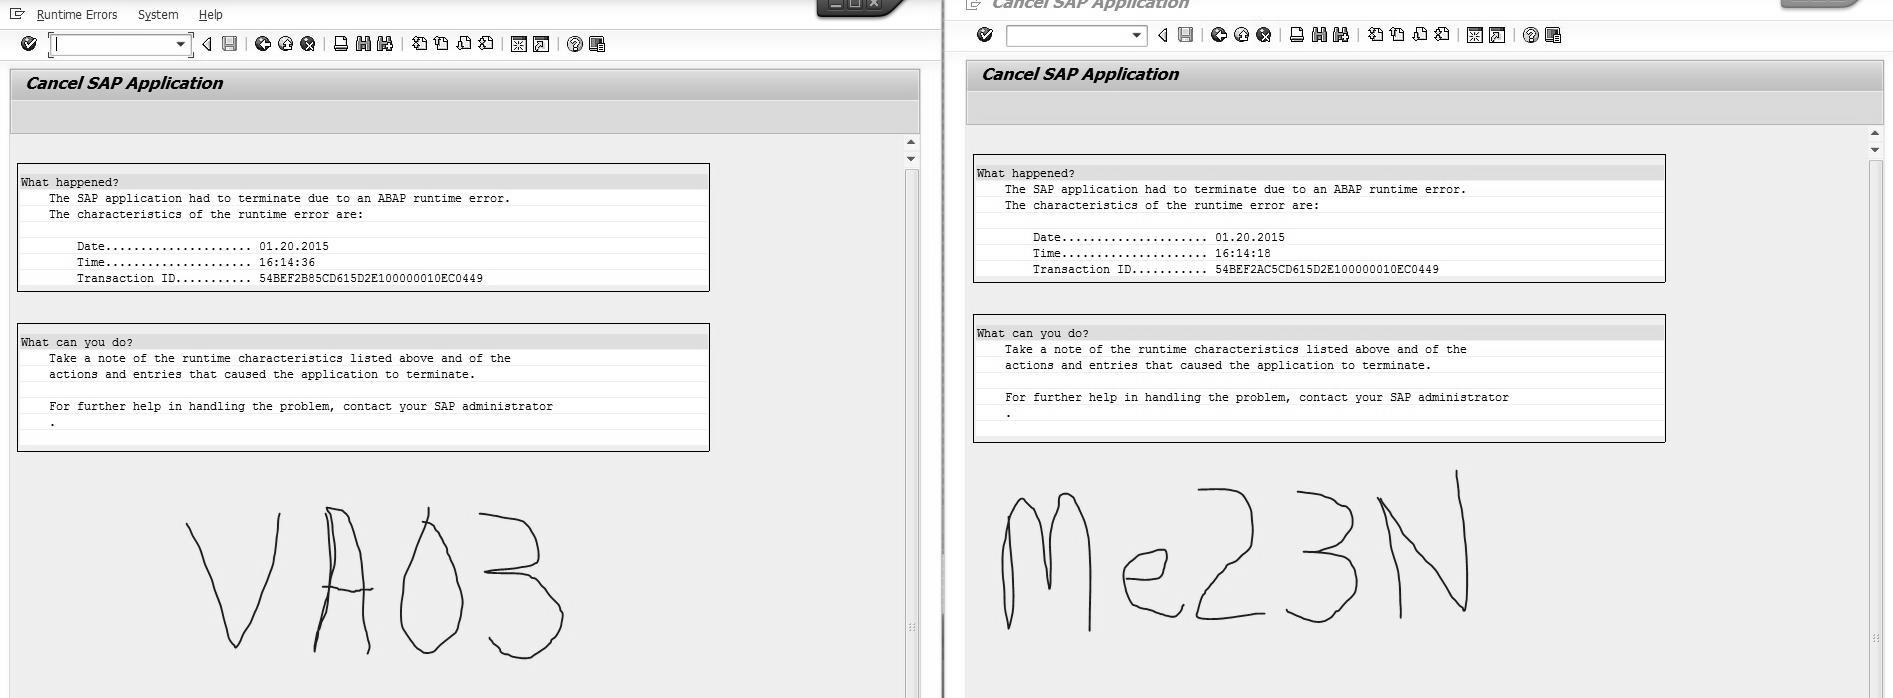 Runtime Errors System Help
Cancel SAP Application
What happened?
The SAP application had to terminate due to an ABAP runtime error.
The characteristics of the runtime error are:
Date..................... 01.20.2015
Time..................... 16:14:36
Transaction ID........... 54BEF2B85CD615D2E100000010EC0449
What can you do?
Take a note of the runtime characteristics listed above and of the
actions and entries that caused the application to terminate.
For further help in handling the problem, contact your SAP administrator
.
VA03
Cancel SAP Application
Cancel SAP Application
What happened?
The SAP application had to terminate due to an ABAP runtime error.
The characteristics of the runtime error are:
Date..................... 01.20.2015
Time..................... 16:14:18
Transaction ID........... 54BEF2AC5CD615D2E100000010EC0449
What can you do?
Take a note of the runtime characteristics listed above and of the
actions and entries that caused the application to terminate.
For further help in handling the problem, contact your SAP administrator
.
Me23N